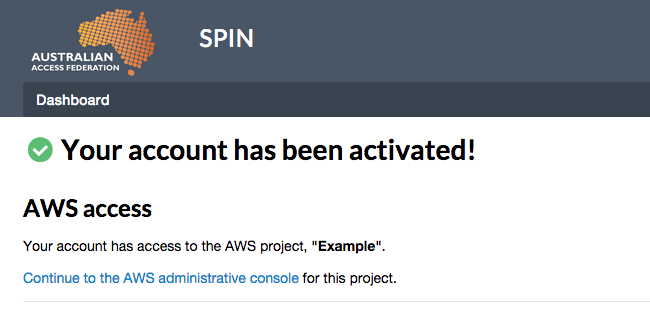 AUSTRALIAN
ACCESS FEDERATION
SPIN
Dashboard
Your account has been activated!
AWS access
Your account has access to the AWS project, "Example".
Continue to the AWS administrative console for this project.